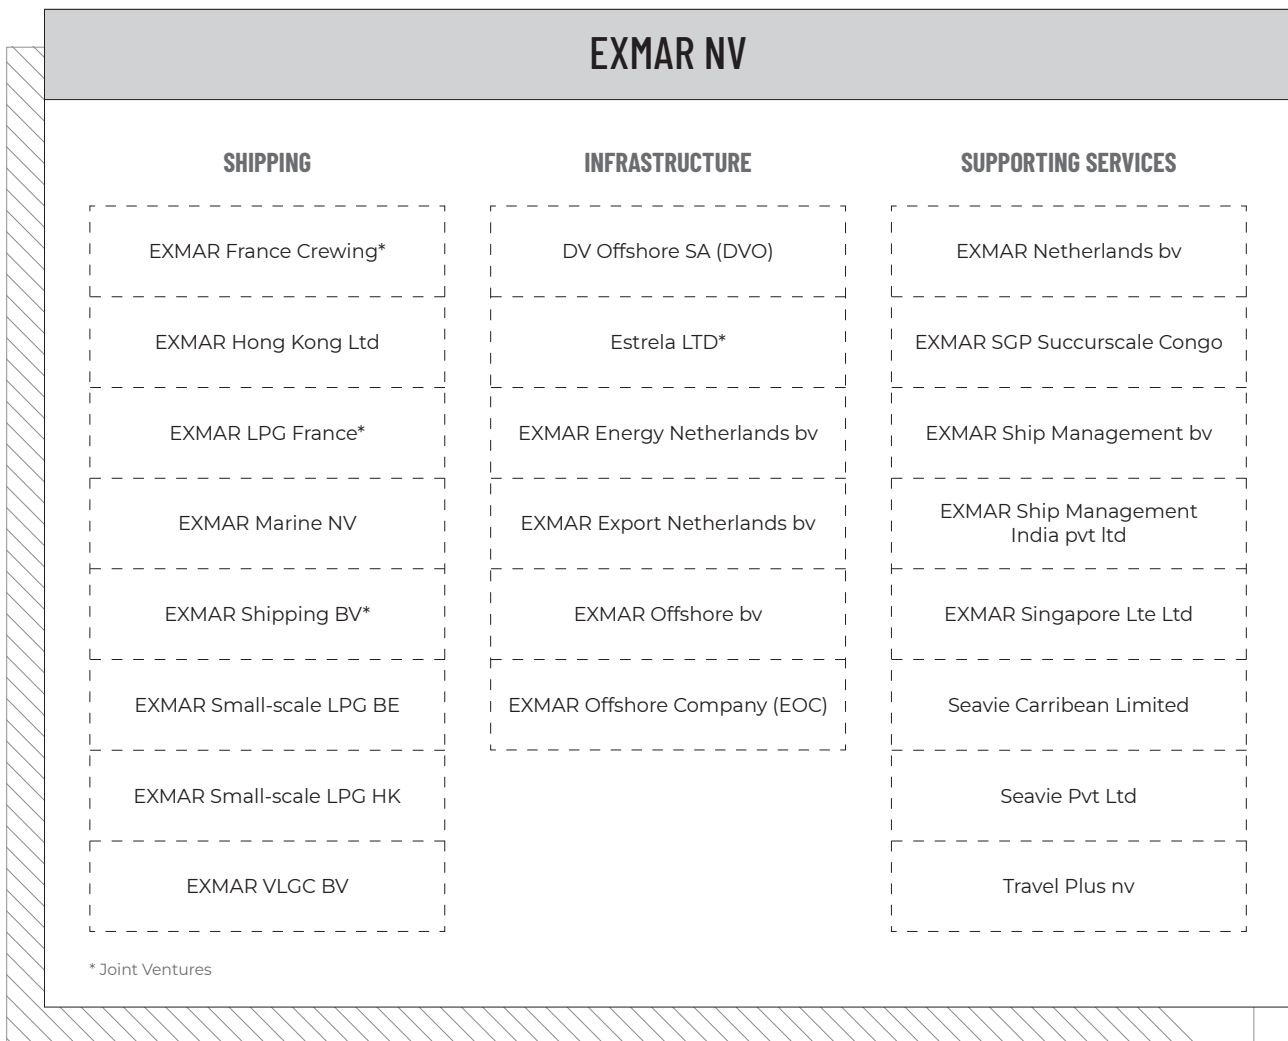 EXMAR NV
SHIPPING
EXMAR France Crewing*
EXMAR Hong Kong Ltd
EXMAR LPG France*
EXMAR Marine NV
EXMAR Shipping BV*
EXMAR Small-scale LPG BE
EXMAR Small-scale LPG HK
EXMAR VLGC BV
INFRASTRUCTURE
DV Offshore SA (DVO)
Estrela LTD*
EXMAR Energy Netherlands bv
EXMAR Export Netherlands bv
EXMAR Offshore bv
EXMAR Offshore Company (EOC)
SUPPORTING SERVICES
EXMAR Netherlands bv
EXMAR SGP Succurscale Congo
EXMAR Ship Management bv
EXMAR Ship Management
India pvt ltd
EXMAR Singapore Lte Ltd
Seavie Carribean Limited
Seavie Pvt Ltd
Travel Plus nv
* Joint Ventures